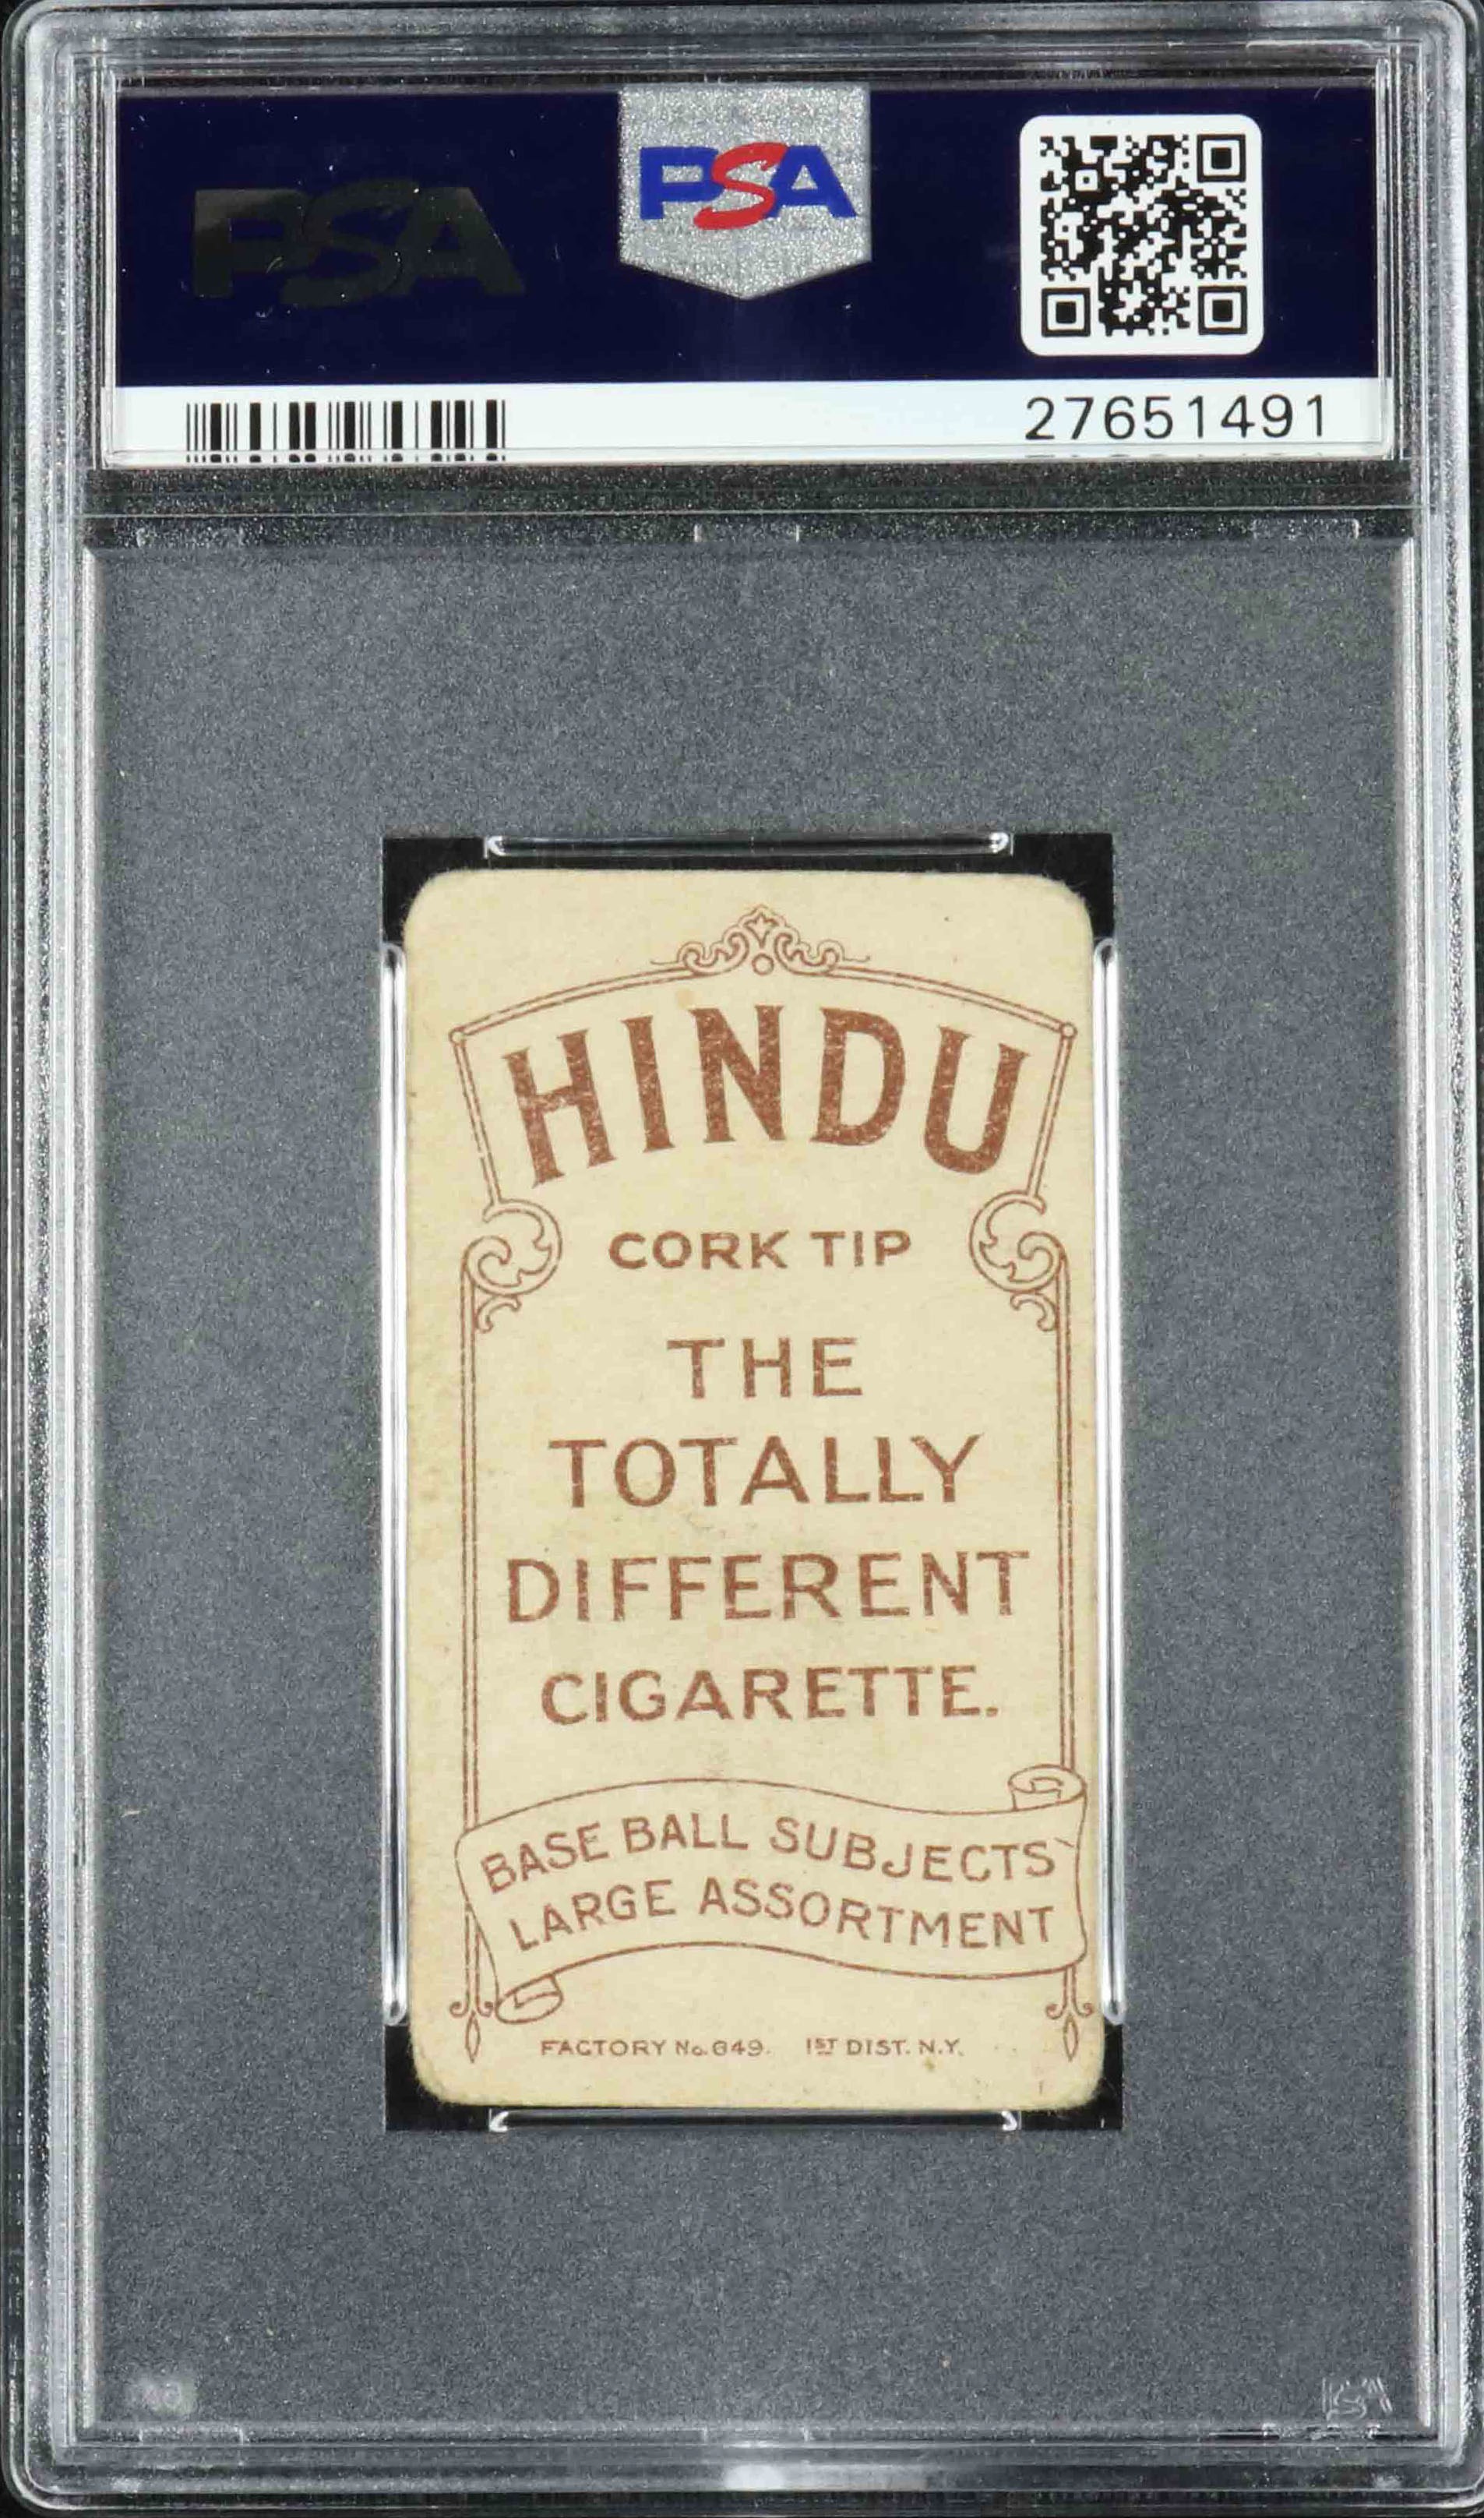 PSA
PSA
27651491
HINDU
CORK TIP
THE
TOTALLY
DIFFERENT
CIGARETTE.
BASE BALL SUBJECTS
LARGE ASSORTMENT
FACTORY No. 649. 1ST DIST. N.Y.
PSA